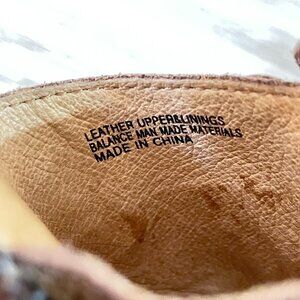 LEATHER UPPER&LININGS
BALANCE MAN MADE MATERIALS
MADE IN CHINA